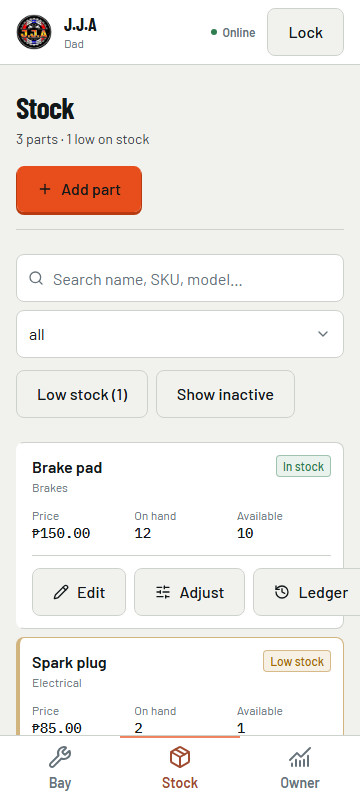 J.J.A
J.J.A
Dad
Online
Lock
Stock
3 parts · 1 low on stock
+ Add part
Search name, SKU, model...
all
Low stock (1)
Show inactive
Brake pad
In stock
Brakes
Price On hand Available
₱150.00 12 10
Edit
Adjust
Ledger
Spark plug
Low stock
Electrical
Price On hand Available
₱85.00 2 1
Bay
Stock
Owner